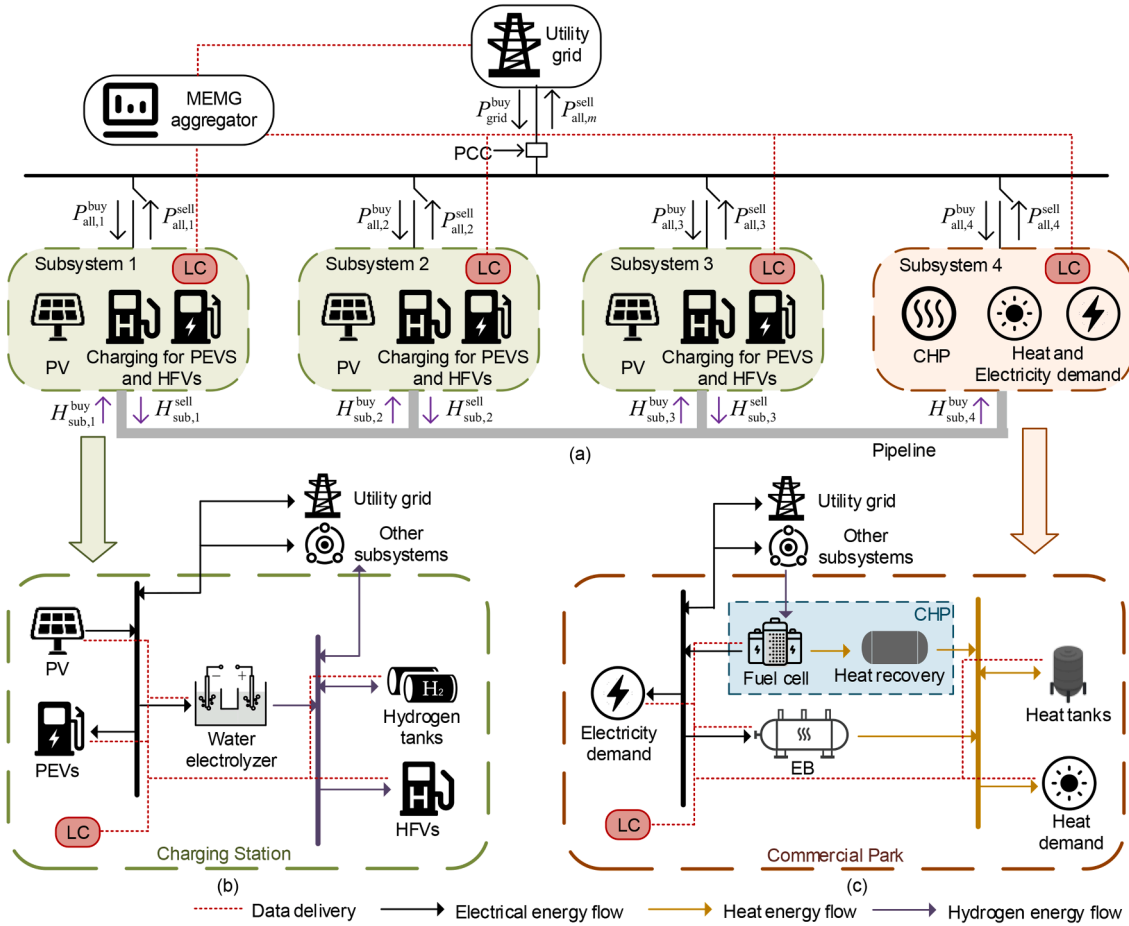 Utility
grid
MEMG
aggregator
P_grid^buy
P_all,m^sell
PCC
P_all,1^buy
P_all,1^sell
P_all,2^buy
P_all,2^sell
P_all,3^buy
P_all,3^sell
P_all,4^buy
P_all,4^sell
Subsystem 1
LC
PV
Charging for PEVS
and HFVs
Subsystem 2
LC
PV
Charging for PEVS
and HFVs
Subsystem 3
LC
PV
Charging for PEVS
and HFVs
Subsystem 4
LC
CHP
Heat and
Electricity demand
H_sub,1^buy
H_sub,1^sell
H_sub,2^buy
H_sub,2^sell
H_sub,3^buy
H_sub,3^sell
H_sub,4^buy
Pipeline
(a)
Utility grid
Other
subsystems
PV
PEVs
LC
Water
electrolyzer
H₂
Hydrogen
tanks
HFVs
Charging Station
(b)
Utility grid
Other
subsystems
CHP
Fuel cell
Heat recovery
Electricity
demand
EB
Heat tanks
Heat
demand
LC
Commercial Park
(c)
Data delivery
Electrical energy flow
Heat energy flow
Hydrogen energy flow